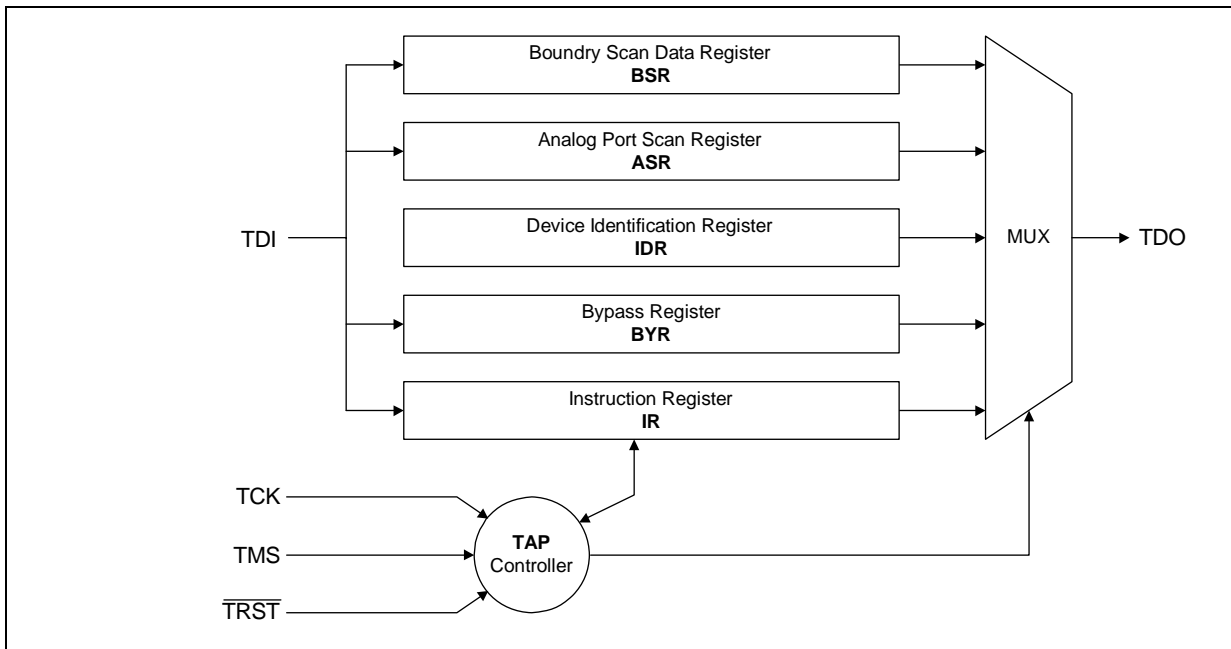 Boundry Scan Data Register
BSR
Analog Port Scan Register
ASR
Device Identification Register
IDR
Bypass Register
BYR
Instruction Register
IR
TDI
MUX
TDO
TCK
TMS
TRST
TAP
Controller